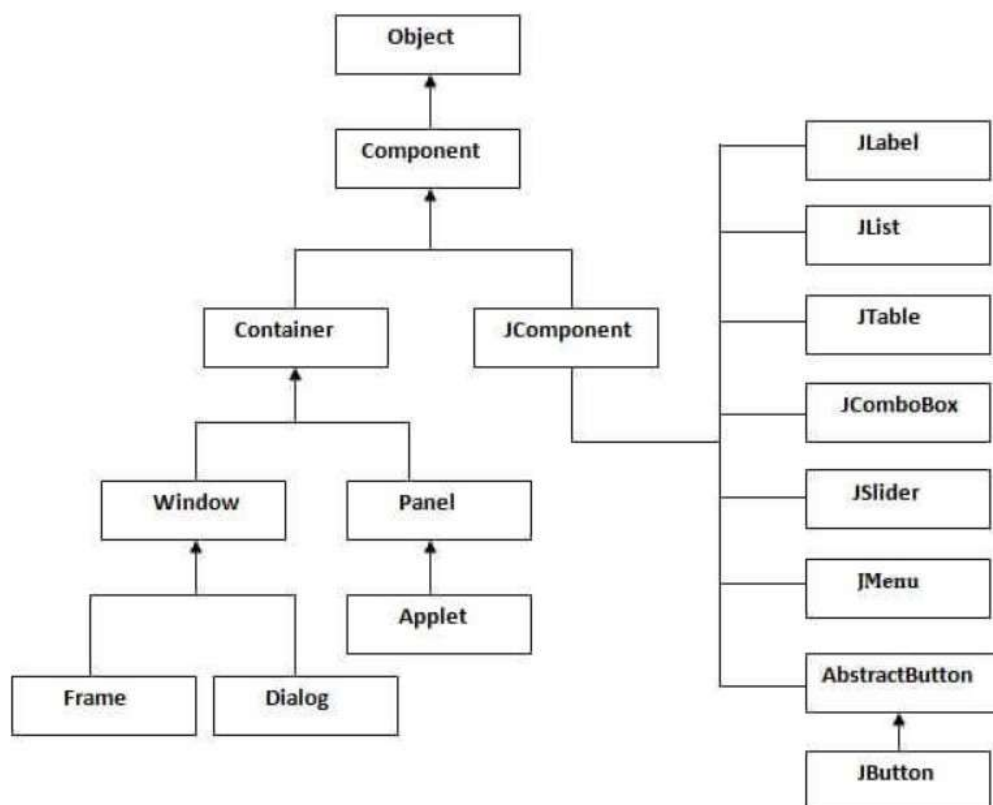 Object
Component
JLabel
JList
Container
JComponent
JTable
JComboBox
Window
Panel
JSlider
JMenu
Applet
AbstractButton
Frame
Dialog
JButton